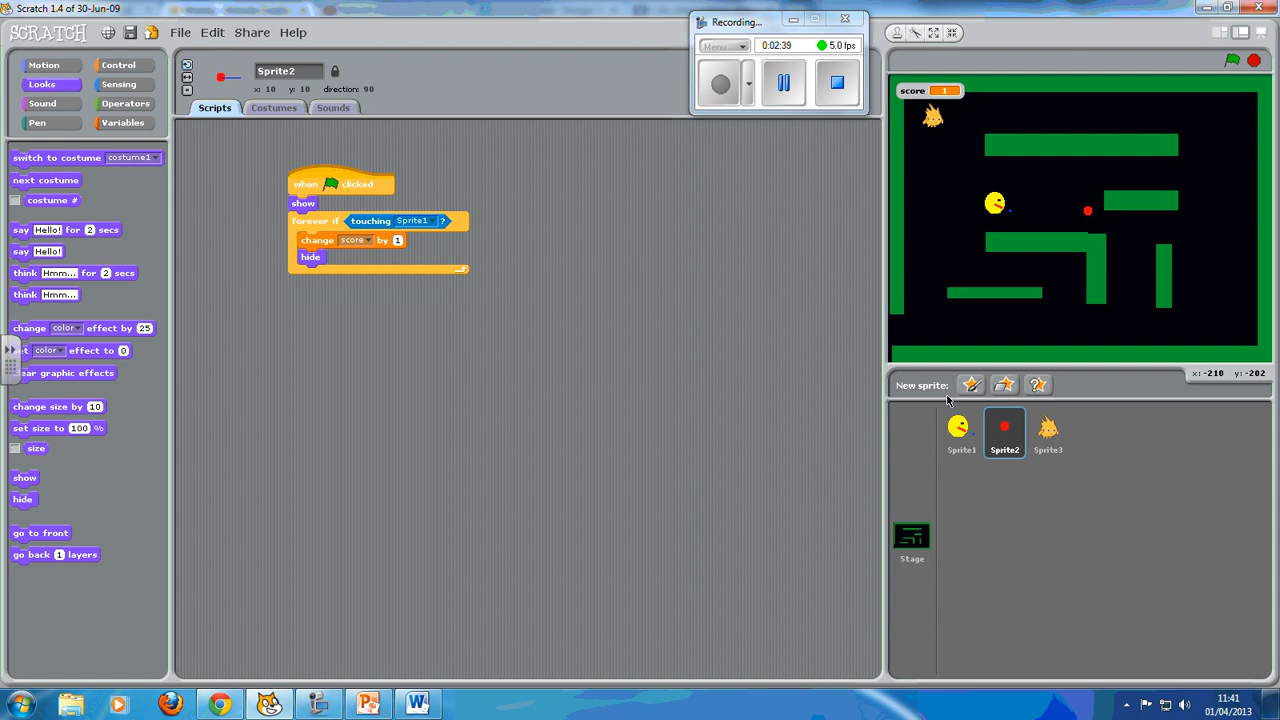 Scratch 1.4 of 30-Jun-09
SCRATCH
File Edit Share Help
Recording...
Menu 0:02:39 5.0 fps
Motion Control
Looks Sensing
Sound Operators
Pen Variables
Sprite2
x: 10 y: 10 direction: 90
Scripts Costumes Sounds
switch to costume costume1
next costume
costume #
say Hello! for 2 secs
say Hello!
think Hmm... for 2 secs
think Hmm...
change color effect by 25
color effect to 0
ear graphic effects
change size by 10
set size to 100 %
size
show
hide
go to front
go back 1 layers
when clicked
show
forever if touching Sprite1 ?
change score by 1
hide
score 1
x: -210 y: -202
New sprite:
Sprite1 Sprite2 Sprite3
Stage
11:41
01/04/2013